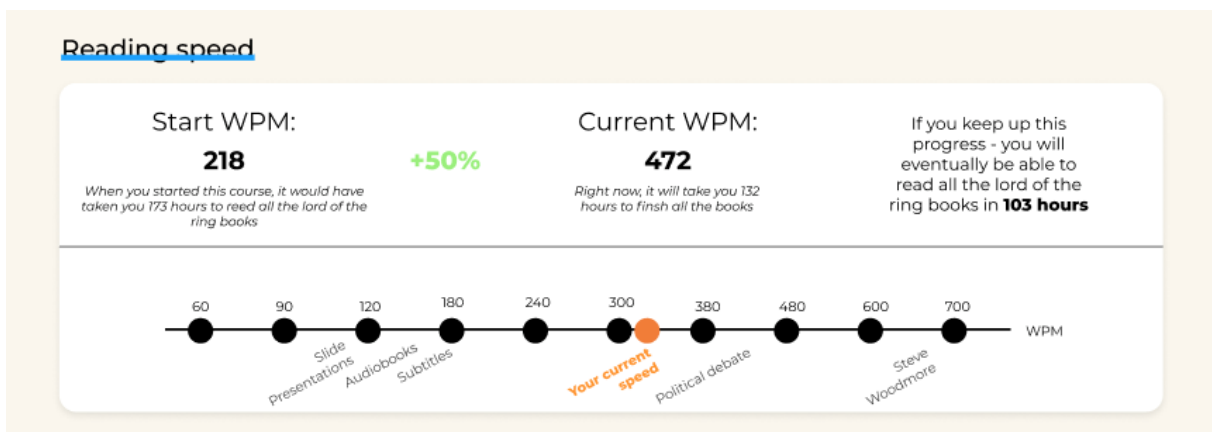 Reading speed
Start WPM:
218
When you started this course, it would have
taken you 173 hours to reed all the lord of the
ring books
+50%
Current WPM:
472
Right now, it will take you 132
hours to finsh all the books
If you keep up this
progress - you will
eventually be able to
read all the lord of the
ring books in 103 hours
60 90 120 180 240 300 380 480 600 700
WPM
Slide
Presentations
Audiobooks
Subtitles
Your current
speed
Political debate
Steve
Woodmore